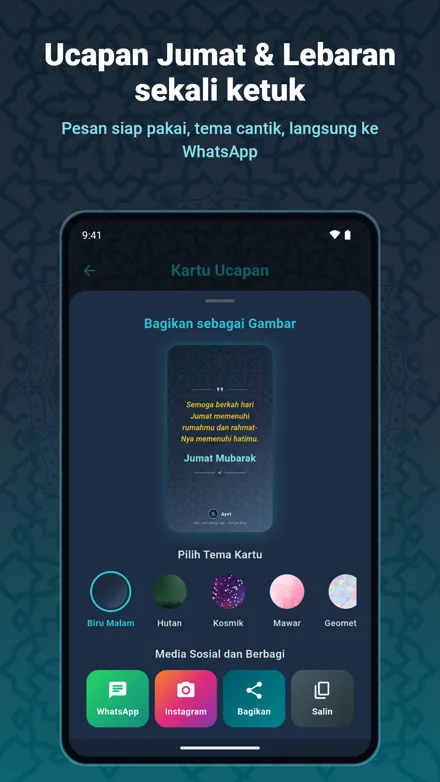 Ucapan Jumat & Lebaran
sekali ketuk
Pesan siap pakai, tema cantik, langsung ke
WhatsApp
9:41
Kartu Ucapan
Bagikan sebagai Gambar
Semoga berkah hari
Jumat memenuhi
rumahmu dan rahmat-
Nya memenuhi hatimu.
Jumat Mubarak
Ayet
Pilih Tema Kartu
Biru Malam
Hutan
Kosmik
Mawar
Geomet
Media Sosial dan Berbagi
WhatsApp
Instagram
Bagikan
Salin